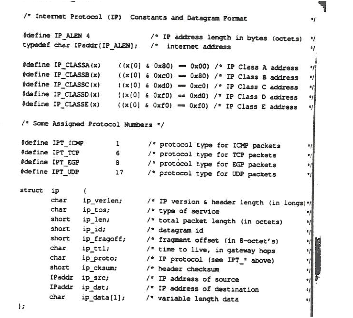 /* Internet Protocol (IP) Constants and Datagram Format */
#define IP_ALEN 4 /* IP address length in bytes (octets) */
typedef char IPaddr[IP_ALEN]; /* internet address */
#define IP_CLASSA(x) ((x[0] & 0x80) == 0x00) /* IP Class A address */
#define IP_CLASSB(x) ((x[0] & 0xc0) == 0x80) /* IP Class B address */
#define IP_CLASSC(x) ((x[0] & 0xe0) == 0xc0) /* IP Class C address */
#define IP_CLASSD(x) ((x[0] & 0xf0) == 0xe0) /* IP Class D address */
#define IP_CLASSE(x) ((x[0] & 0xf0) == 0xf0) /* IP Class E address */
/* Some Assigned Protocol Numbers */
#define IPT_ICMP 1 /* protocol type for ICMP packets */
#define IPT_TCP 6 /* protocol type for TCP packets */
#define IPT_EGP 8 /* protocol type for EGP packets */
#define IPT_UDP 17 /* protocol type for UDP packets */
struct ip {
char ip_verlen; /* IP version & header length (in longs)*/
char ip_tos; /* type of service */
short ip_len; /* total packet length (in octets) */
short ip_id; /* datagram id */
short ip_fragoff; /* fragment offset (in 8-octet's) */
char ip_ttl; /* time to live, in gateway hops */
char ip_proto; /* IP protocol (see IPT_* above) */
short ip_cksum; /* header checksum */
IPaddr ip_src; /* IP address of source */
IPaddr ip_dst; /* IP address of destination */
char ip_data[1]; /* variable length data */
};